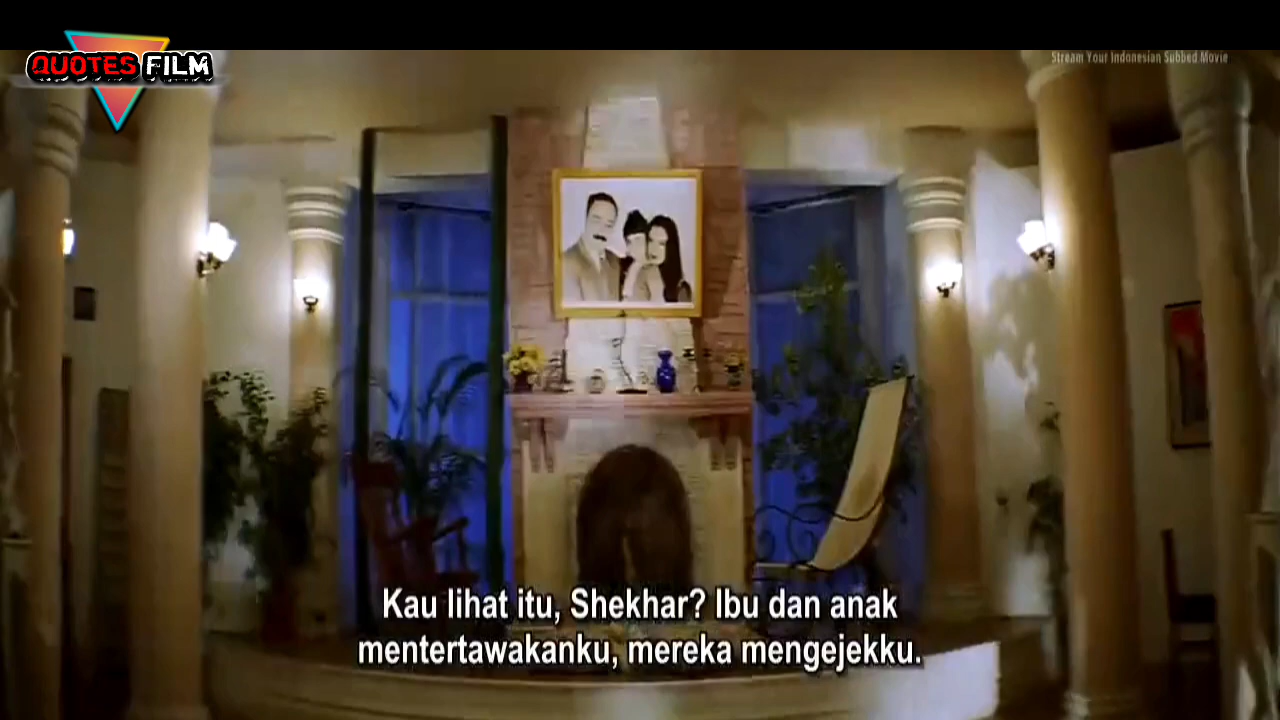 QUOTES FILM
Stream Your Indonesian Subbed Movie
Kau lihat itu, Shekhar? Ibu dan anak
mentertawakanku, mereka mengejekku.